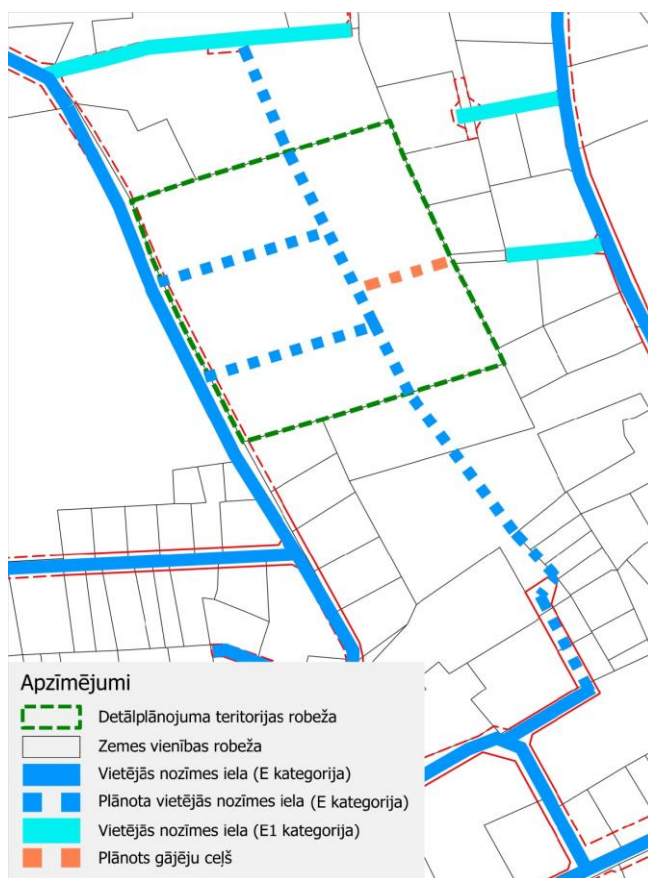 Apzīmējumi
Detālplānojuma teritorijas robeža
Zemes vienības robeža
Vietējās nozīmes iela (E kategorija)
Plānota vietējās nozīmes iela (E kategorija)
Vietējās nozīmes iela (E1 kategorija)
Plānots gājēju ceļš